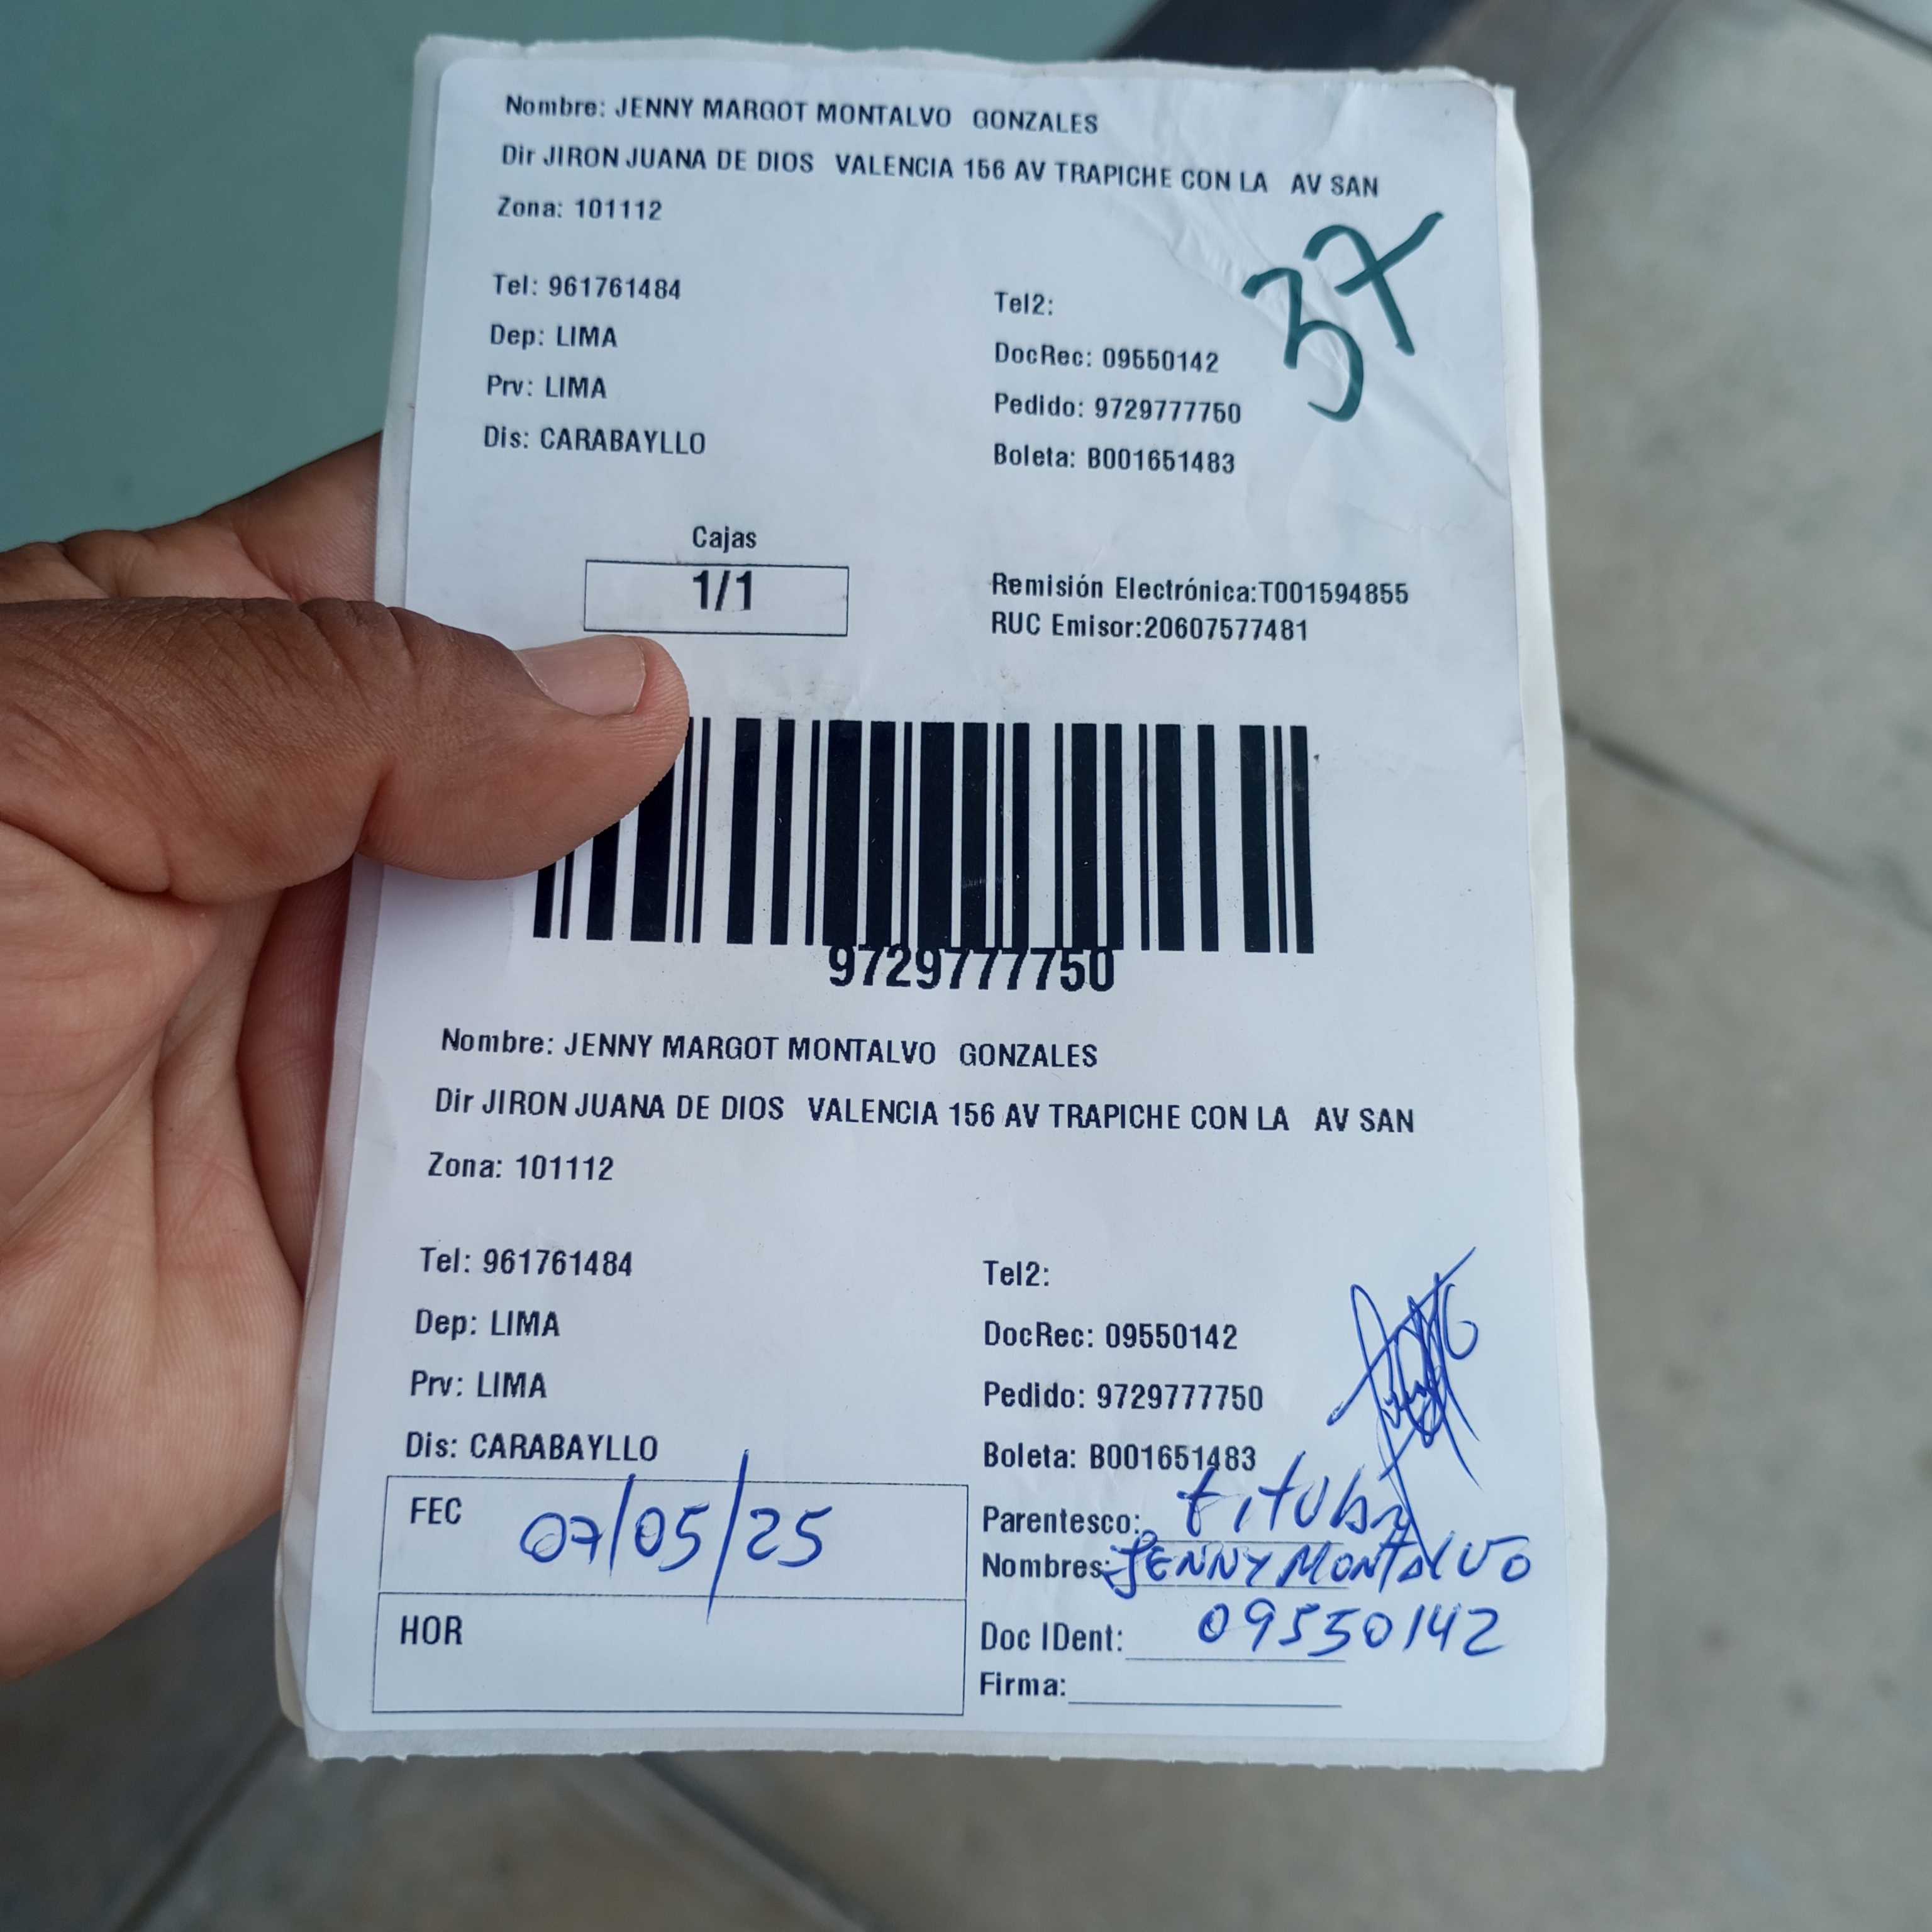 Nombre: JENNY MARGOT MONTALVO GONZALES
Dir JIRON JUANA DE DIOS VALENCIA 156 AV TRAPICHE CON LA AV SAN
Zona: 101112
37
Tel: 961761484
Tel2:
Dep: LIMA
DocRec: 09550142
Prv: LIMA
Pedido: 9729777750
Dis: CARABAYLLO
Boleta: B001651483
Cajas
1/1
Remisión Electrónica:T001594855
RUC Emisor:20607577481
9729777750
Nombre: JENNY MARGOT MONTALVO GONZALES
Dir JIRON JUANA DE DIOS VALENCIA 156 AV TRAPICHE CON LA AV SAN
Zona: 101112
Tel: 961761484
Tel2:
Dep: LIMA
DocRec: 09550142
Prv: LIMA
Pedido: 9729777750
Dis: CARABAYLLO
Boleta: B001651483
FEC 07/05/25
Parentesco: titular
Nombres: JENNY MONTALVO
HOR
Doc IDent: 09550142
Firma: